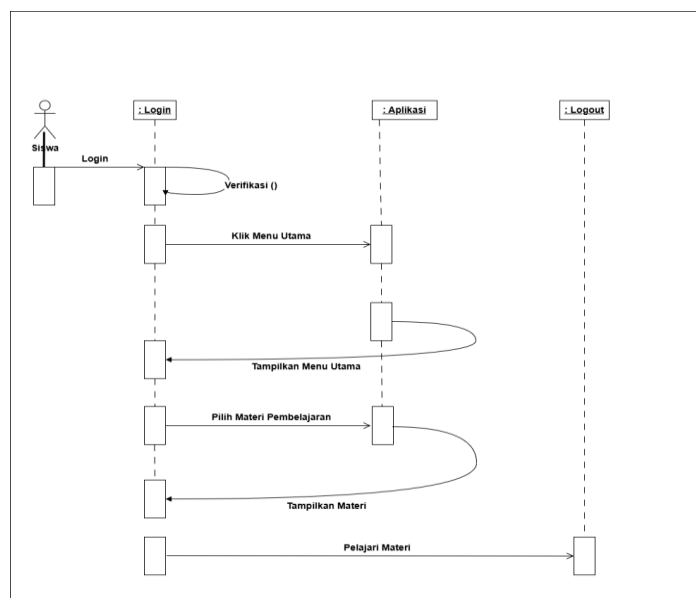 : Login
: Aplikasi
: Logout
Siswa
Login
Verifikasi ()
Klik Menu Utama
Tampilkan Menu Utama
Pilih Materi Pembelajaran
Tampilkan Materi
Pelajari Materi